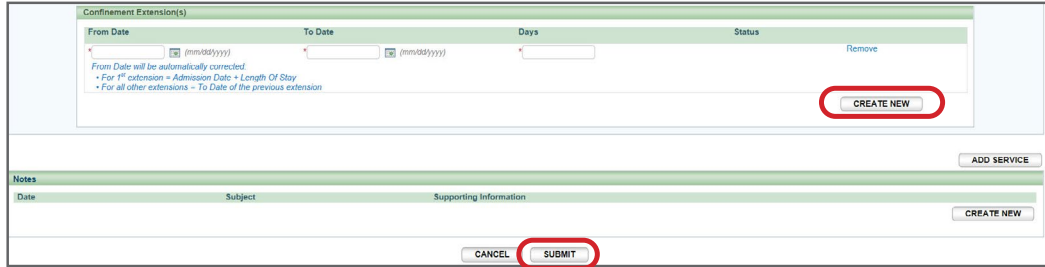 Confinement Extension(s)
From Date To Date Days Status
* (mm/dd/yyyy) * (mm/dd/yyyy) * Remove
From Date will be automatically corrected.
• For 1st extension = Admission Date + Length Of Stay
• For all other extensions = To Date of the previous extension
CREATE NEW
ADD SERVICE
Notes
Date Subject Supporting Information
CREATE NEW
CANCEL SUBMIT